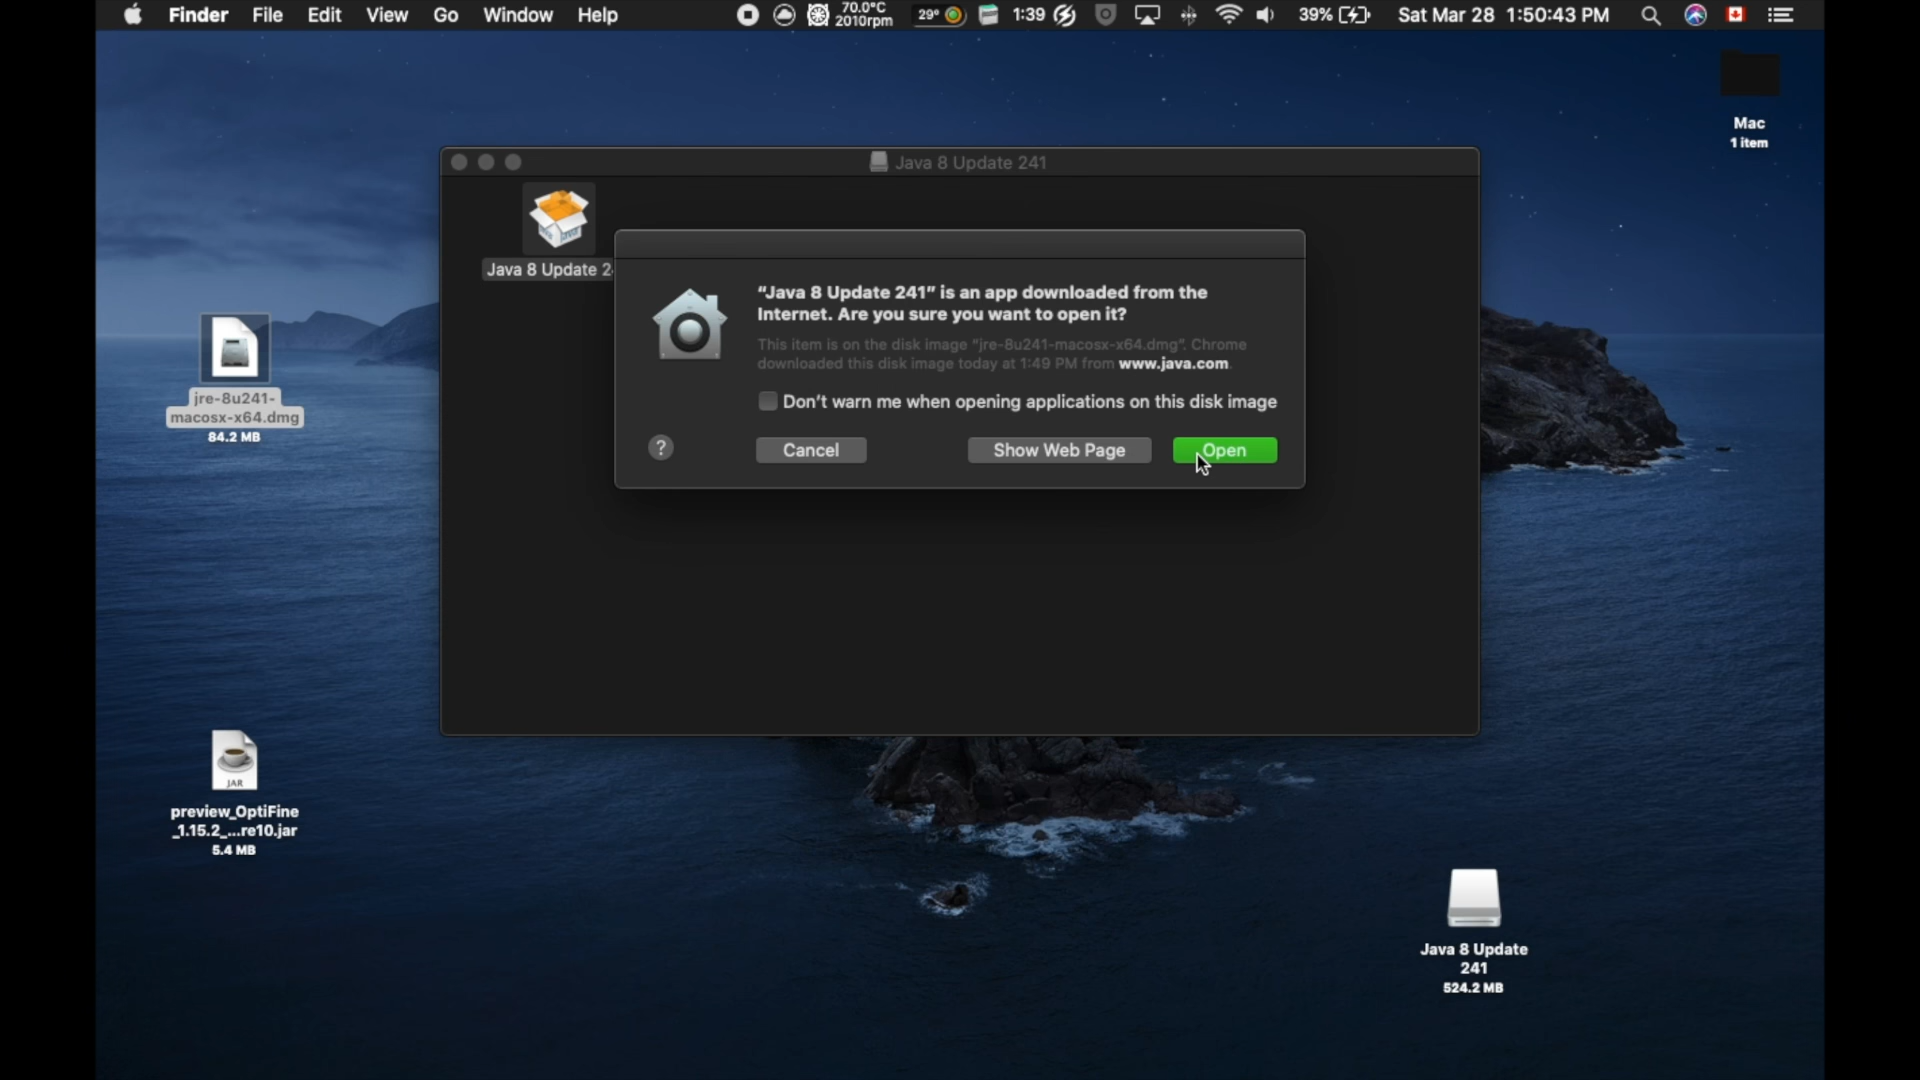 Finder File Edit View Go Window Help 70.0°C 2010rpm 29° 1:39 39% Sat Mar 28 1:50:43 PM
Mac
1 item
Java 8 Update 241
Java 8 Update 24
"Java 8 Update 241" is an app downloaded from the
Internet. Are you sure you want to open it?
This item is on the disk image "jre-8u241-macosx-x64.dmg". Chrome
downloaded this disk image today at 1:49 PM from www.java.com.
Don't warn me when opening applications on this disk image
? Cancel Show Web Page Open
jre-8u241-
macosx-x64.dmg
84.2 MB
JAR
preview_OptiFine
_1.15.2_...re10.jar
5.4 MB
Java 8 Update
241
524.2 MB